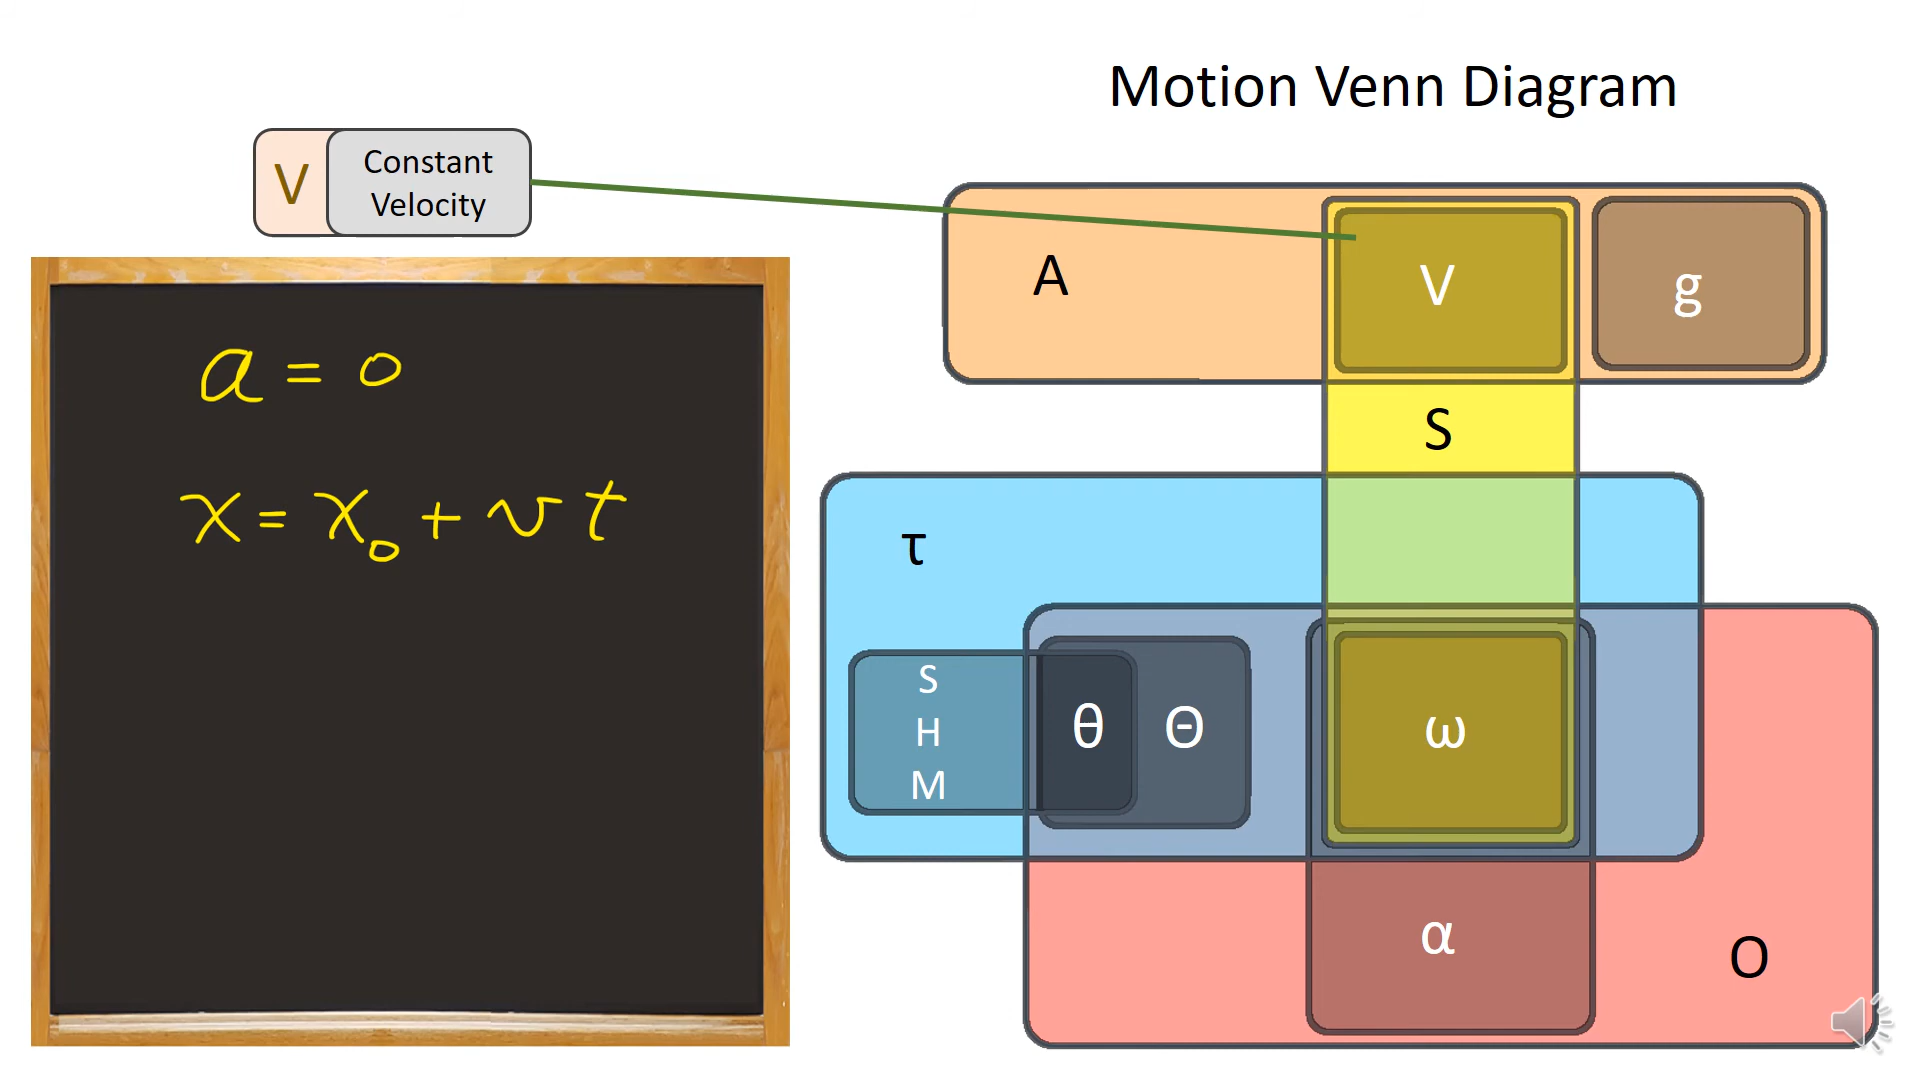 Motion Venn Diagram
V
Constant
Velocity
a = 0
x = x₀ + v t
A
V
g
S
τ
S
H
M
θ
Θ
ω
α
O